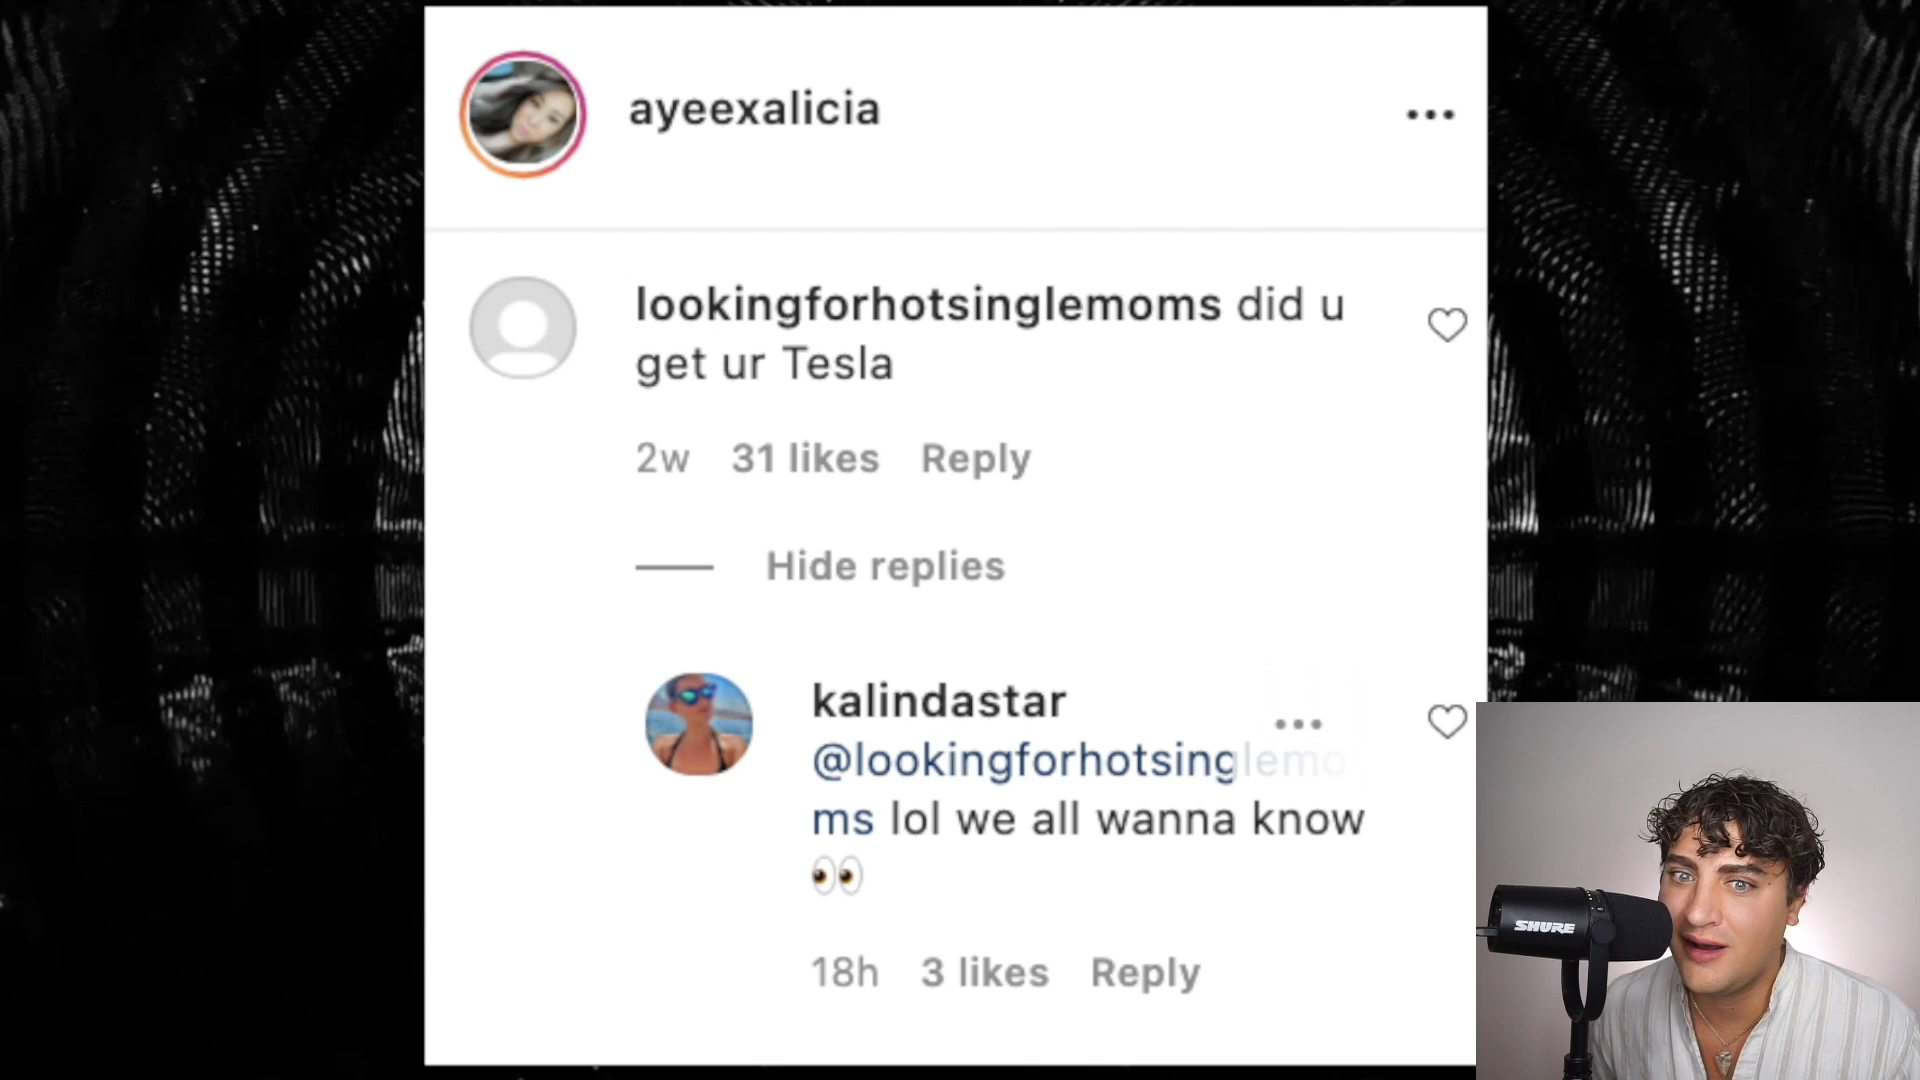 ayeexalicia
lookingforhotsinglemoms did u
get ur Tesla
2w 31 likes Reply
Hide replies
kalindastar
@lookingforhotsinglemo
ms lol we all wanna know
👀
18h 3 likes Reply
SHURE